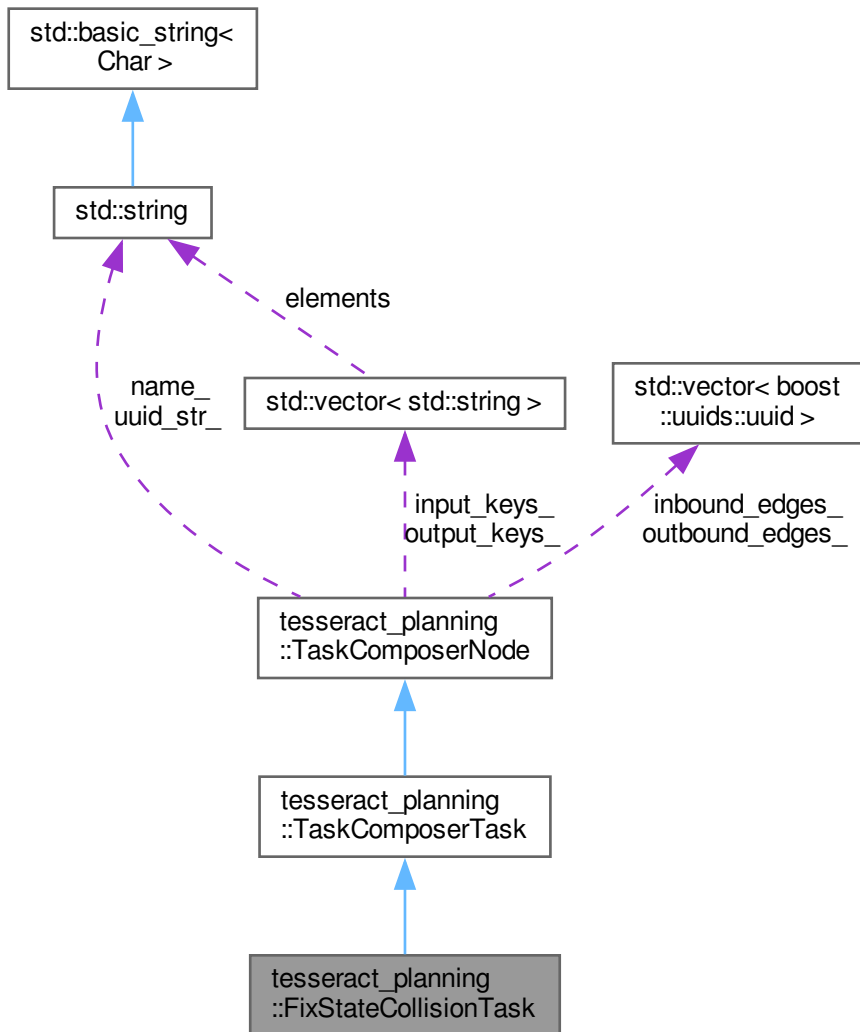 std::basic_string<
Char >
std::string
elements
name_
uuid_str_
std::vector< std::string >
std::vector< boost
::uuids::uuid >
input_keys_
output_keys_
inbound_edges_
outbound_edges_
tesseract_planning
::TaskComposerNode
tesseract_planning
::TaskComposerTask
tesseract_planning
::FixStateCollisionTask